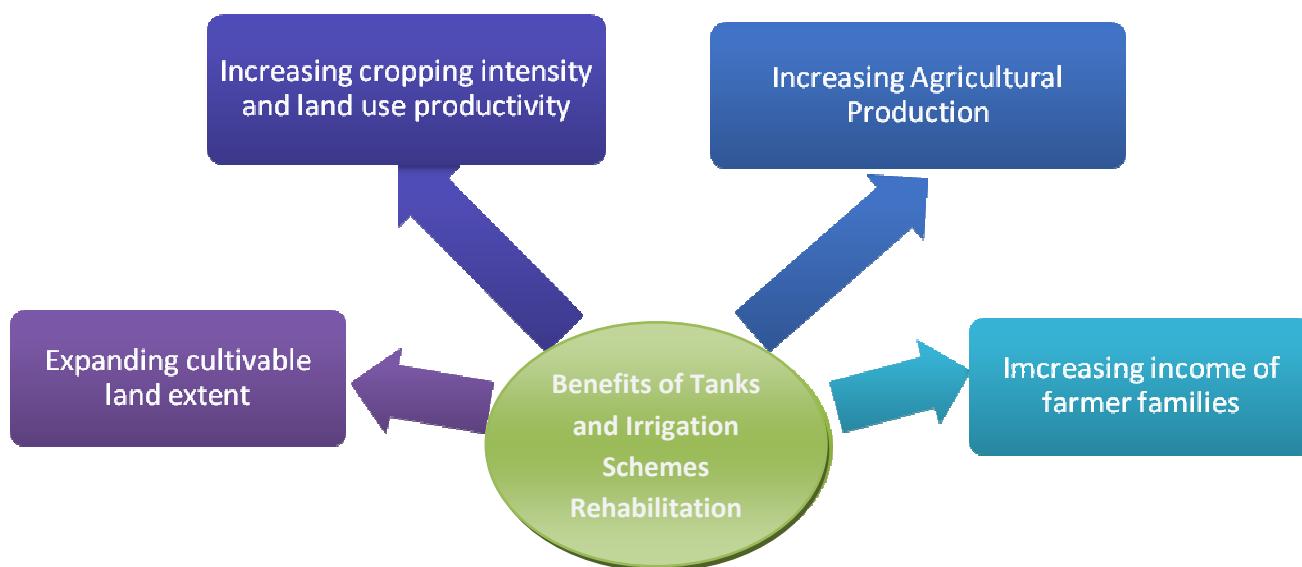 Increasing cropping intensity
and land use productivity
Increasing Agricultural
Production
Expanding cultivable
land extent
Imcreasing income of
farmer families
Benefits of Tanks
and Irrigation
Schemes
Rehabilitation